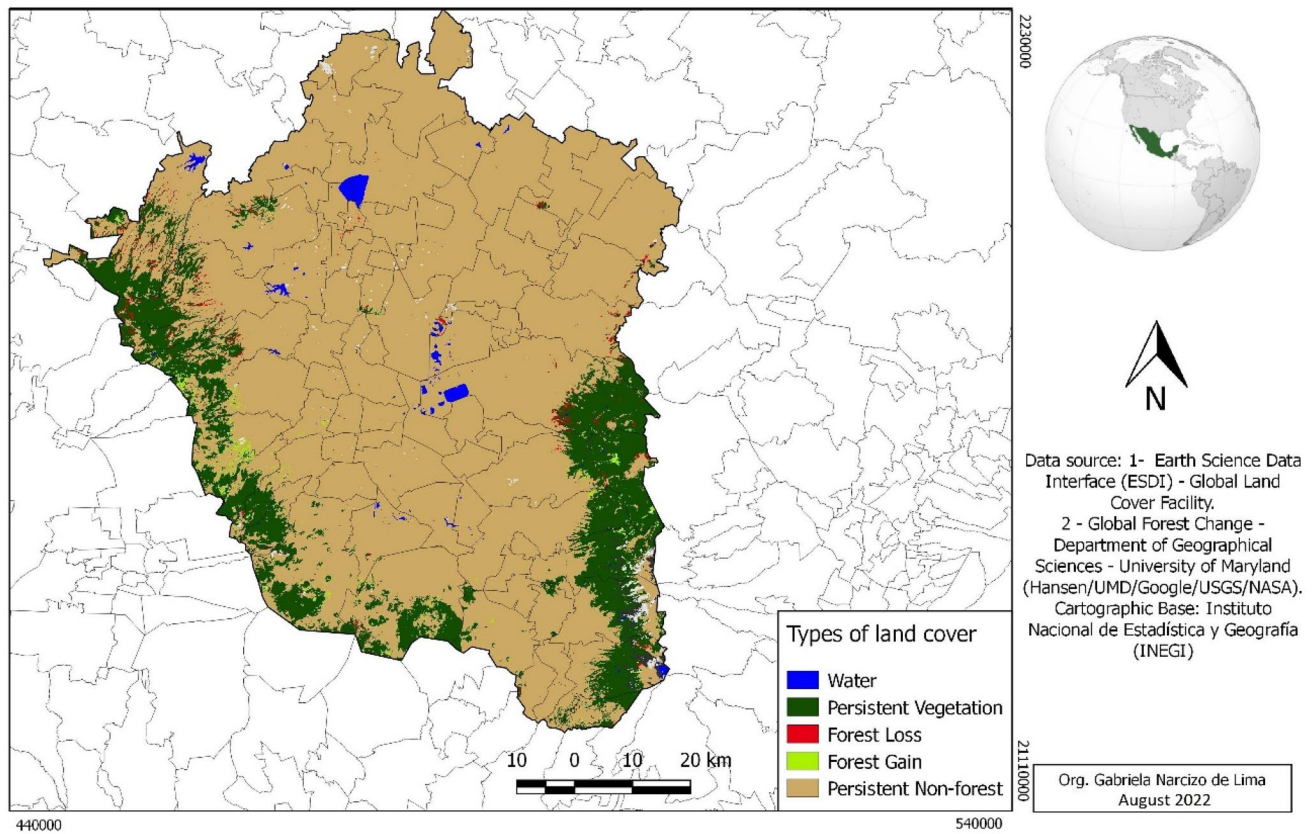 2230000
N
Data source: 1- Earth Science Data
Interface (ESDI) - Global Land
Cover Facility.
2 - Global Forest Change -
Department of Geographical
Sciences - University of Maryland
(Hansen/UMD/Google/USGS/NASA).
Cartographic Base: Instituto
Nacional de Estadística y Geografía
(INEGI)
Types of land cover
Water
Persistent Vegetation
Forest Loss
Forest Gain
Persistent Non-forest
10 0 10 20 km
2111000​0
Org. Gabriela Narcizo de Lima
August 2022
440000
540000